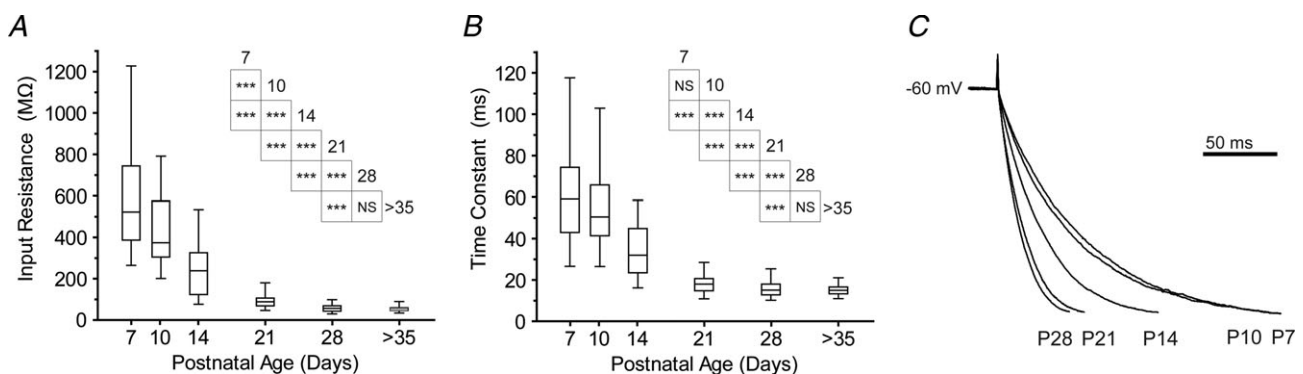 A
Input Resistance (MΩ)
1200
1000
800
600
400
200
0
7
*** 10
*** *** 14
*** *** 21
*** *** 28
*** NS >35
7 10 14 21 28 >35
Postnatal Age (Days)
B
Time Constant (ms)
120
100
80
60
40
20
0
7
NS 10
*** *** 14
*** *** 21
*** *** 28
*** NS >35
7 10 14 21 28 >35
Postnatal Age (Days)
C
-60 mV
50 ms
P28 P21 P14 P10 P7